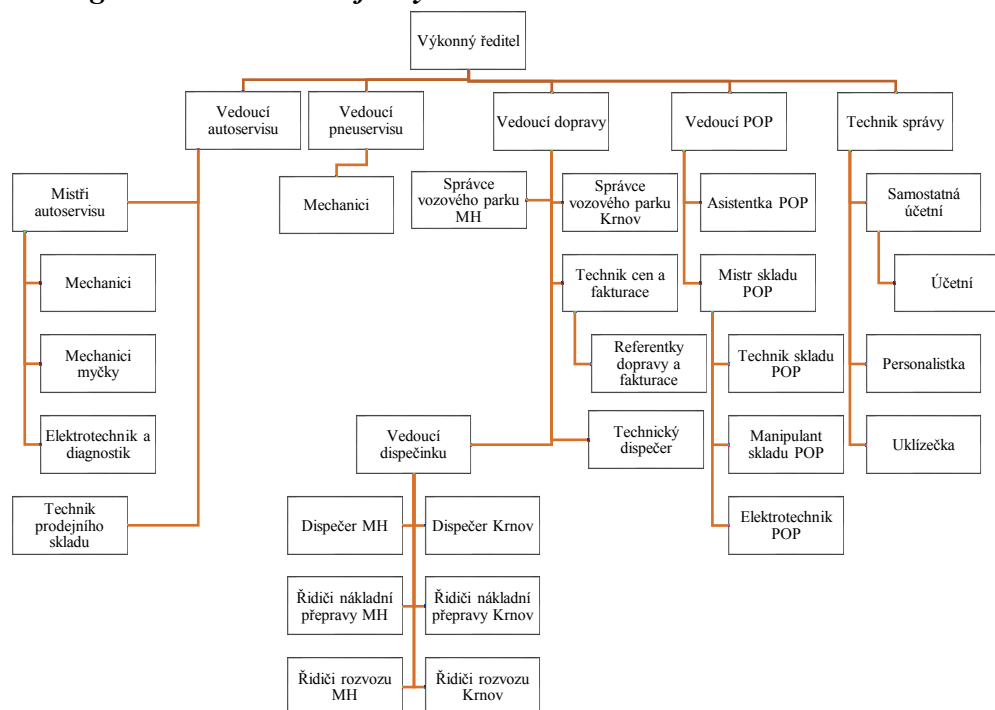 Výkonný ředitel
Vedoucí
autoservisu
Vedoucí
pneuservisu
Vedoucí dopravy
Vedoucí POP
Technik správy
Mistři
autoservisu
Mechanici
Mechanici
myčky
Elektrotechnik a
diagnostik
Technik
prodejního
skladu
Mechanici
Správce
vozového parku
MH
Správce
vozového parku
Krnov
Technik cen a
fakturace
Referentky
dopravy a
fakturace
Technický
dispečer
Vedoucí
dispečinku
Dispečer MH
Dispečer Krnov
Řidiči nákladní
přepravy MH
Řidiči nákladní
přepravy Krnov
Řidiči rozvozu
MH
Řidiči rozvozu
Krnov
Asistentka POP
Mistr skladu
POP
Technik skladu
POP
Manipulant
skladu POP
Elektrotechnik
POP
Samostatná
účetní
Účetní
Personalistka
Uklízečka